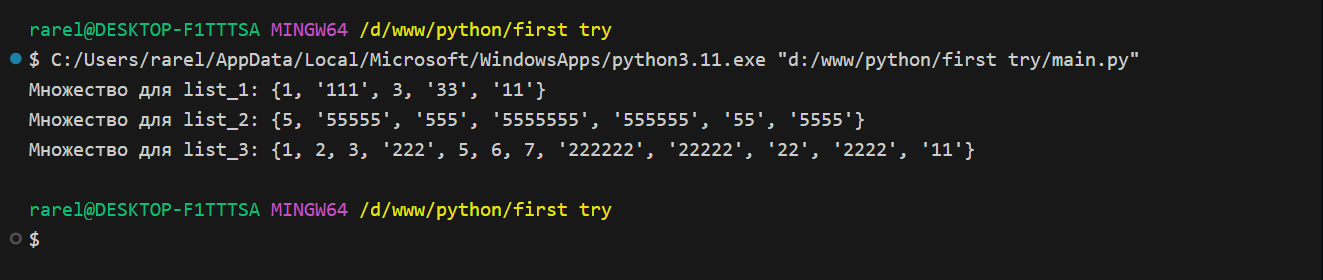 rarel@DESKTOP-F1TTTSA MINGW64 /d/www/python/first try
$ C:/Users/rarel/AppData/Local/Microsoft/WindowsApps/python3.11.exe "d:/www/python/first try/main.py"
Множество для list_1: {1, '111', 3, '33', '11'}
Множество для list_2: {5, '55555', '555', '5555555', '555555', '55', '5555'}
Множество для list_3: {1, 2, 3, '222', 5, 6, 7, '222222', '22222', '22', '2222', '11'}
rarel@DESKTOP-F1TTTSA MINGW64 /d/www/python/first try
$